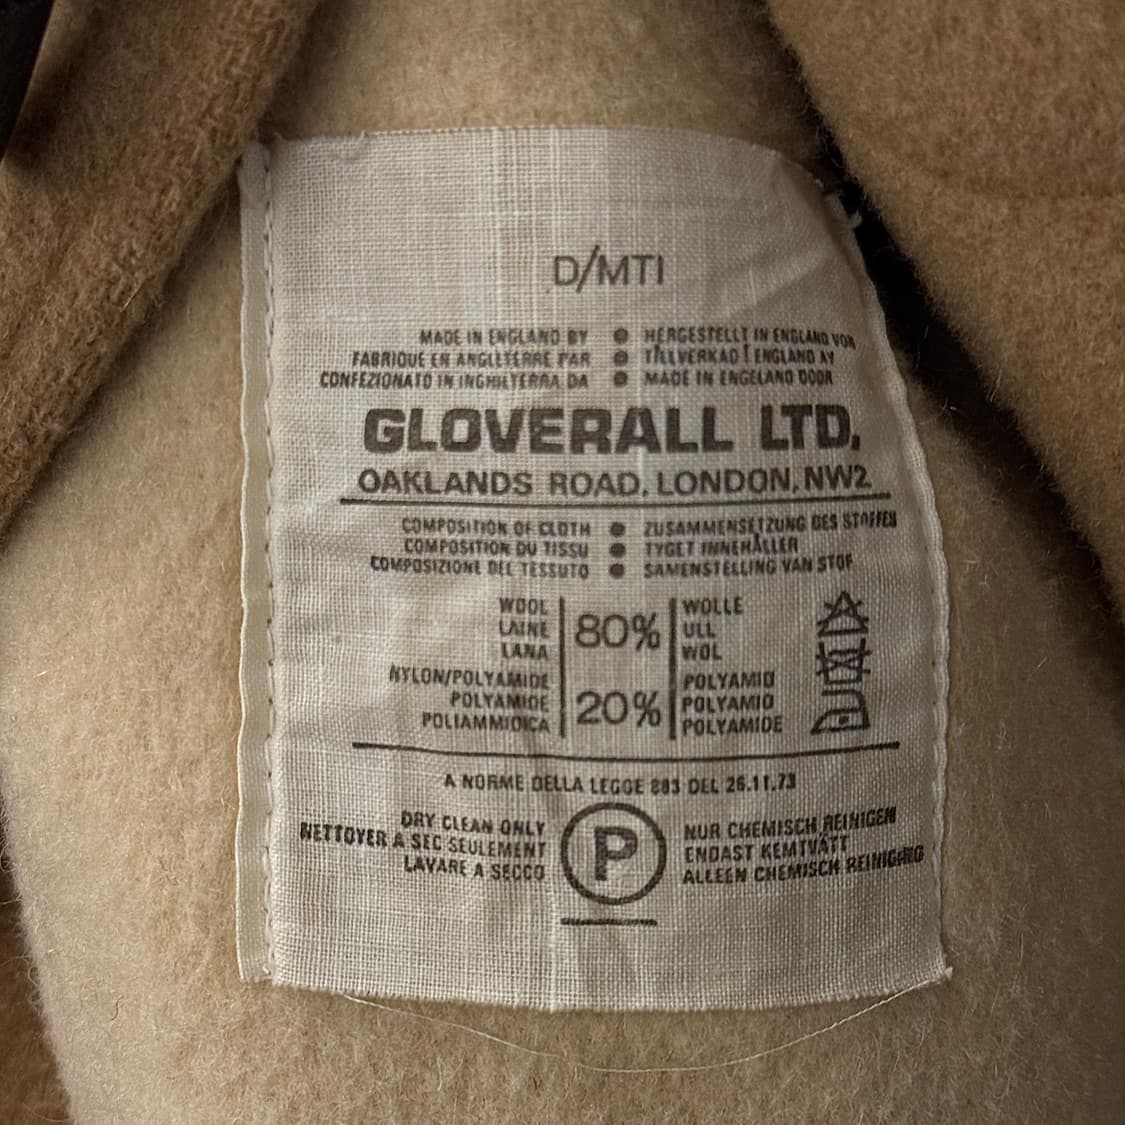 D/MTI
MADE IN ENGLAND BY ● HERGESTELLT IN ENGLAND VON
FABRIQUÉ EN ANGLETERRE PAR ● TILLVERKAD I ENGLAND AV
CONFEZIONATO IN INGHILTERRA DA ● MADE IN ENGELAND DOOR
GLOVERALL LTD.
OAKLANDS ROAD, LONDON, NW2
COMPOSITION OF CLOTH ● ZUSAMMENSETZUNG DES STOFFEN
COMPOSITION DU TISSU ● TYGET INNEHÅLLER
COMPOSIZIONE DEL TESSUTO ● SAMENSTELLING VAN STOF
WOOL WOLLE
LAINE 80% ULL
LANA WOL
NYLON/POLYAMIDE POLYAMID
POLYAMIDE 20% POLYAMID
POLIAMMIDICA POLYAMIDE
A NORME DELLA LEGGE 883 DEL 26.11.73
DRY CLEAN ONLY NUR CHEMISCH REINIGEN
NETTOYER A SEC SEULEMENT ENDAST KEMTVÄTT
LAVARE A SECCO ALLEEN CHEMISCH REINIGING
P